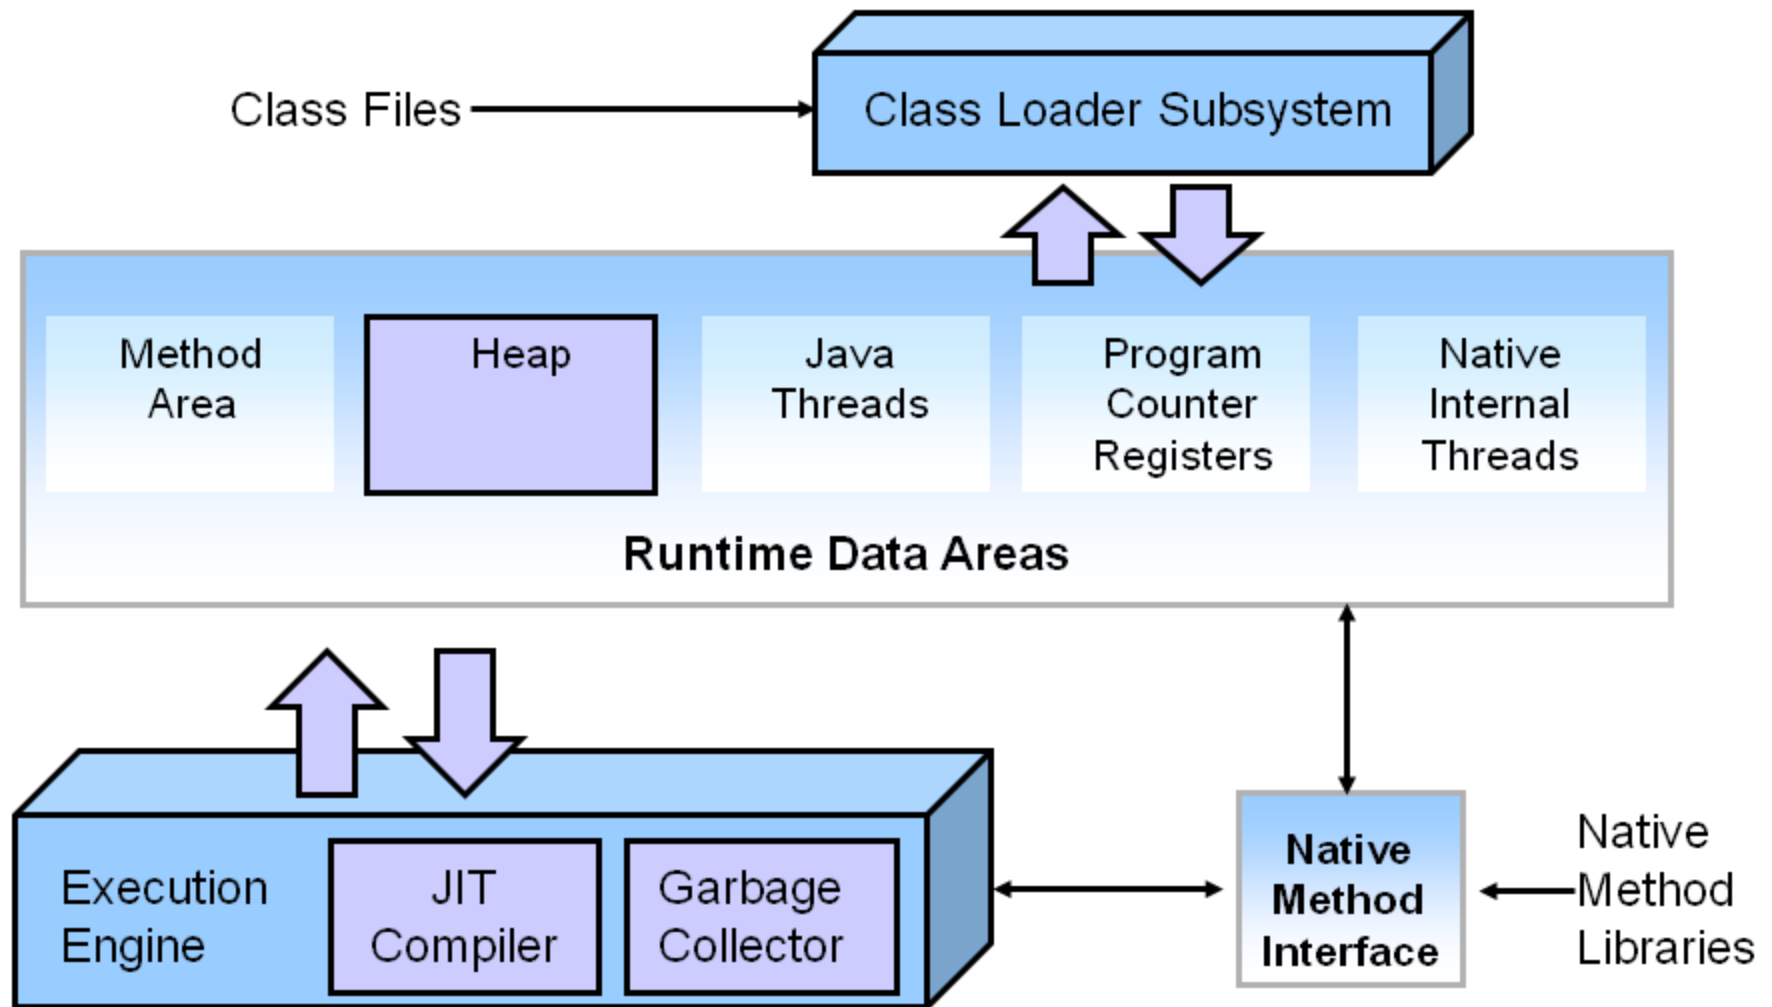 Class Files
Class Loader Subsystem
Method
Area
Heap
Java
Threads
Program
Counter
Registers
Native
Internal
Threads
Runtime Data Areas
Execution
Engine
JIT
Compiler
Garbage
Collector
Native
Method
Interface
Native
Method
Libraries